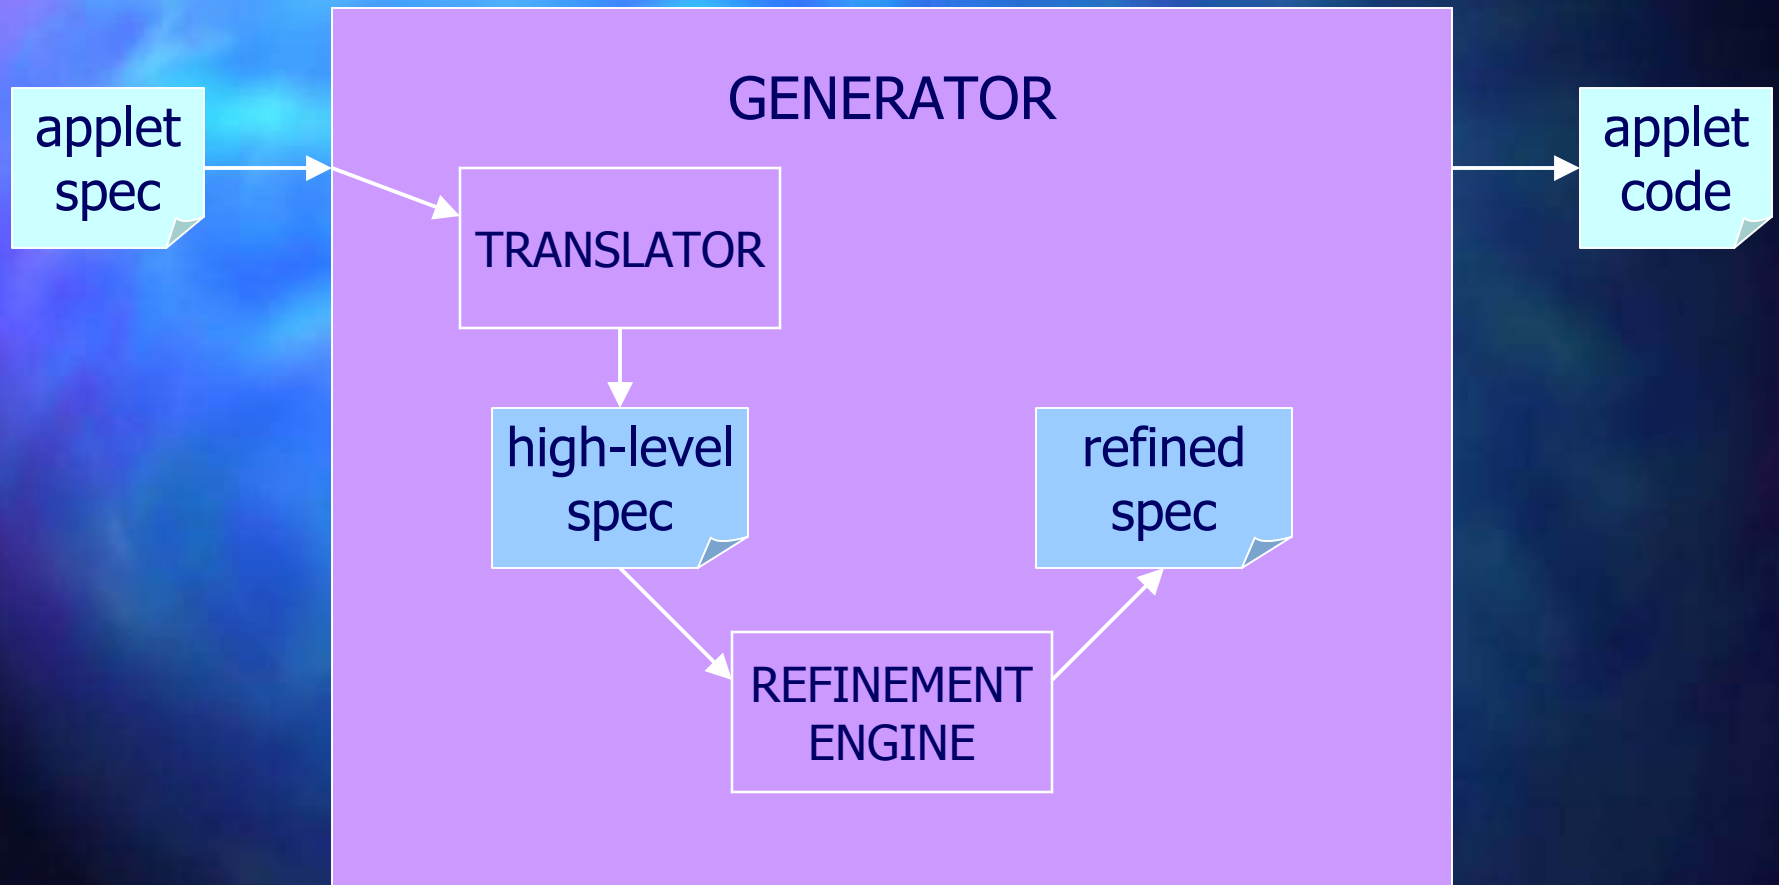 GENERATOR
applet
spec
TRANSLATOR
high-level
spec
REFINEMENT
ENGINE
refined
spec
applet
code